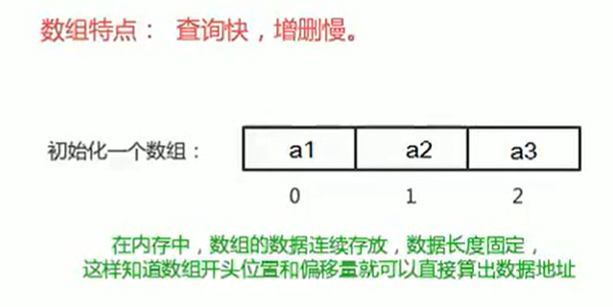 数组特点： 查询快，增删慢。
初始化一个数组： a1 a2 a3
0 1 2
在内存中，数组的数据连续存放，数据长度固定，
这样知道数组开头位置和偏移量就可以直接算出数据地址